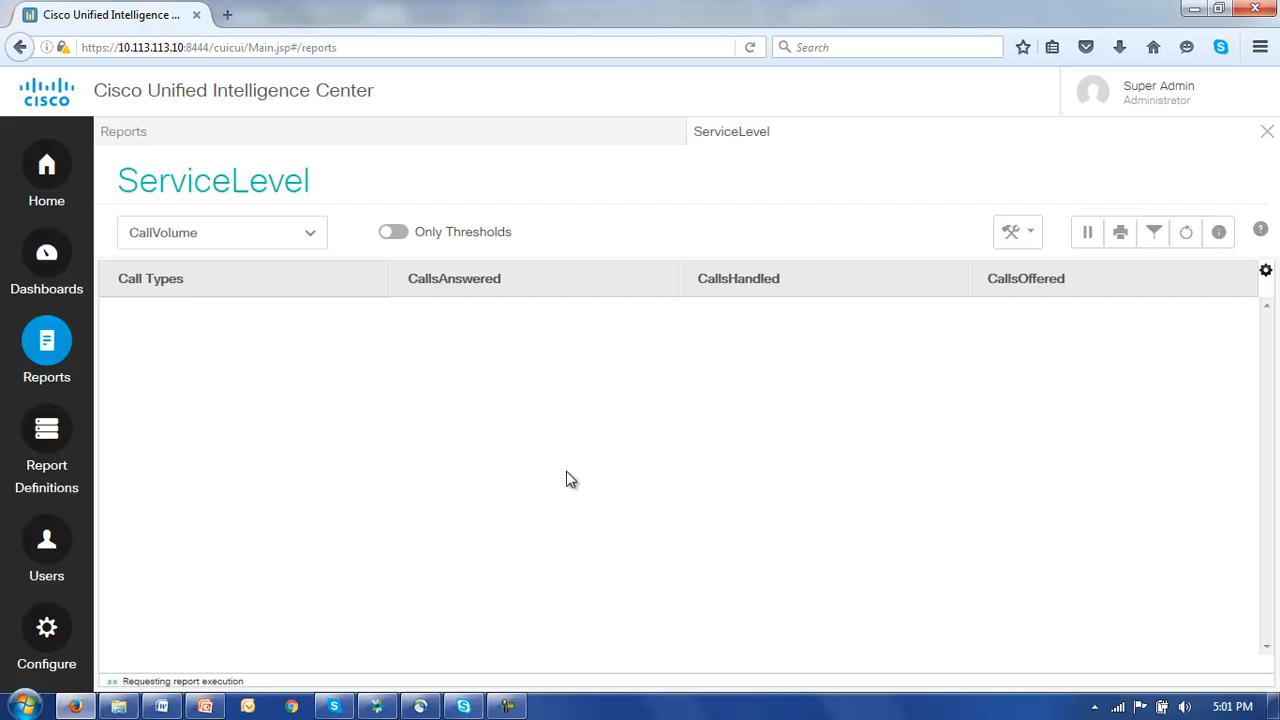 Cisco Unified Intelligence ...
https://10.113.113.10:8444/cuicui/Main.jsp#/reports
Search
CISCO
Cisco Unified Intelligence Center
Super Admin
Administrator
Reports
ServiceLevel
ServiceLevel
CallVolume
Only Thresholds
Call Types
CallsAnswered
CallsHandled
CallsOffered
Home
Dashboards
Reports
Report
Definitions
Users
Configure
Requesting report execution
5:01 PM